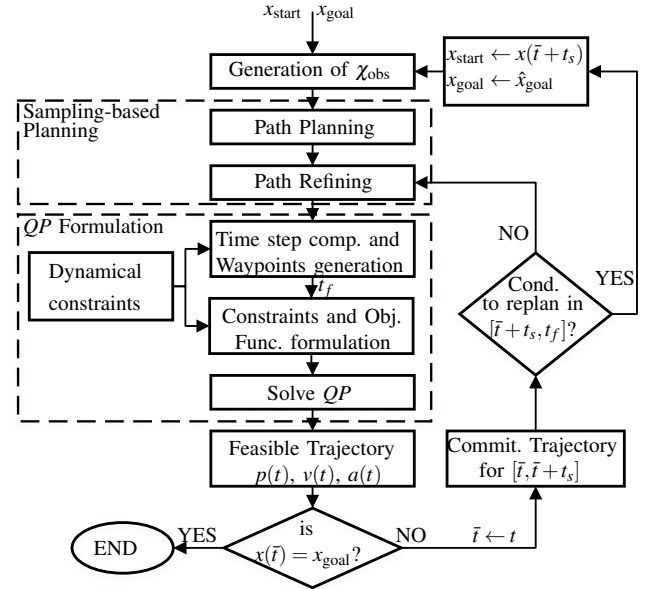 x_start x_goal
Generation of χ_obs
x_start ← x(t̄ + t_s)
x_goal ← x̂_goal
Sampling-based
Planning
Path Planning
Path Refining
QP Formulation
Time step comp. and
Waypoints generation
t_f
Dynamical
constraints
Constraints and Obj.
Func. formulation
Solve QP
NO
YES
Cond.
to replan in
[t̄ + t_s, t_f]?
Feasible Trajectory
p(t), v(t), a(t)
Commit. Trajectory
for [t̄, t̄ + t_s]
is
x(t̄) = x_goal?
YES
END
NO
t̄ ← t